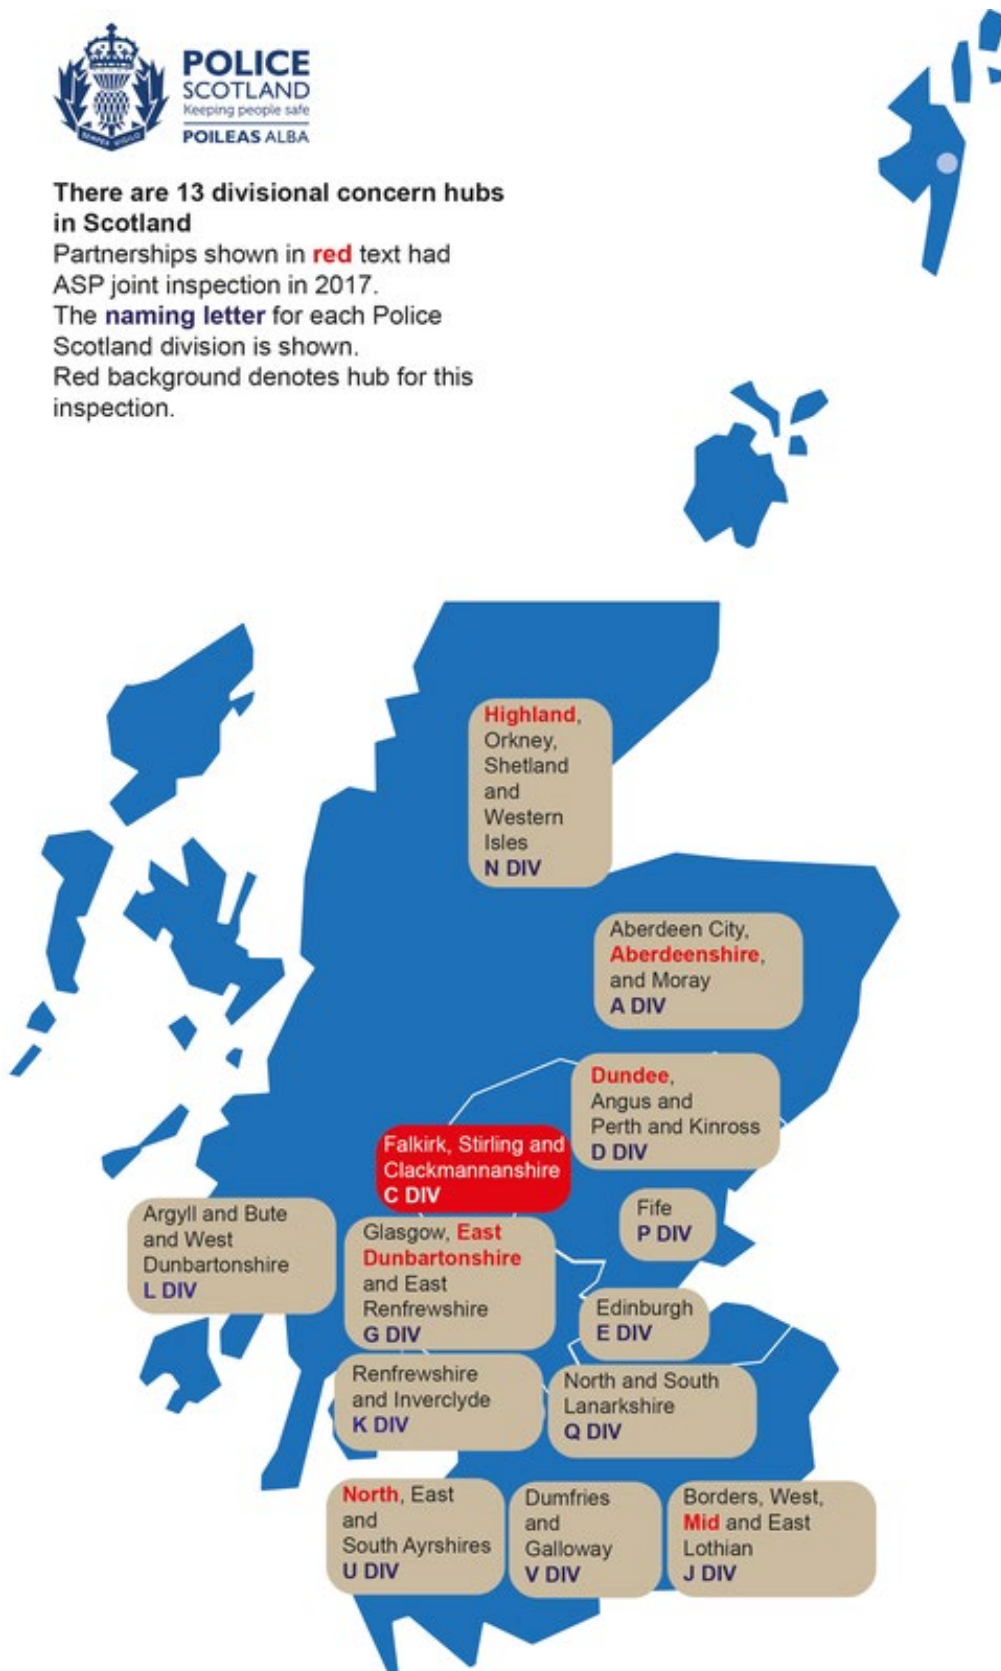 POLICE
SCOTLAND
Keeping people safe
POILEAS ALBA
SEMPER VIGILO
There are 13 divisional concern hubs
in Scotland
Partnerships shown in red text had
ASP joint inspection in 2017.
The naming letter for each Police
Scotland division is shown.
Red background denotes hub for this
inspection.
Highland,
Orkney,
Shetland
and
Western
Isles
N DIV
Aberdeen City,
Aberdeenshire,
and Moray
A DIV
Dundee,
Angus and
Perth and Kinross
D DIV
Falkirk, Stirling and
Clackmannanshire
C DIV
Fife
P DIV
Argyll and Bute
and West
Dunbartonshire
L DIV
Glasgow, East
Dunbartonshire
and East
Renfrewshire
G DIV
Edinburgh
E DIV
Renfrewshire
and Inverclyde
K DIV
North and South
Lanarkshire
Q DIV
North, East
and
South Ayrshires
U DIV
Dumfries
and
Galloway
V DIV
Borders, West,
Mid and East
Lothian
J DIV